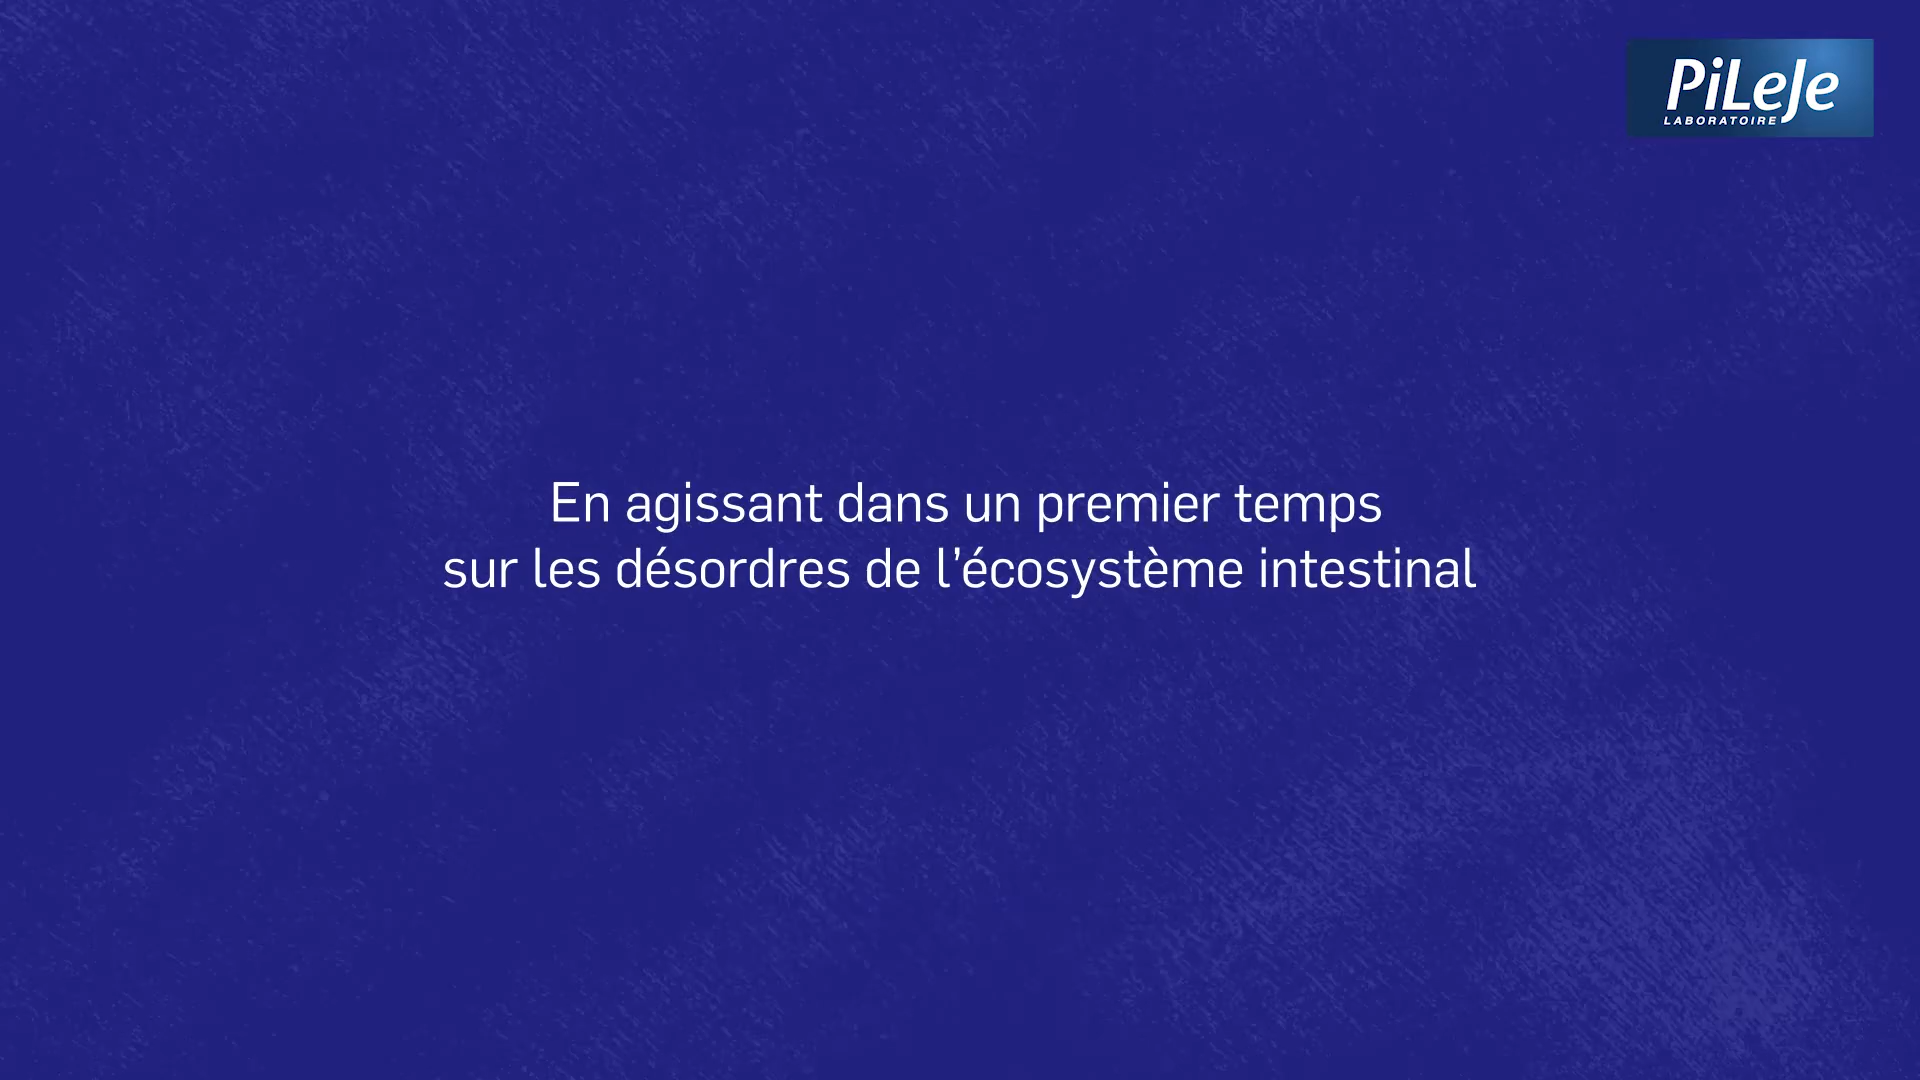 PiLeJe
LABORATOIRE
En agissant dans un premier temps
sur les désordres de l’écosystème intestinal